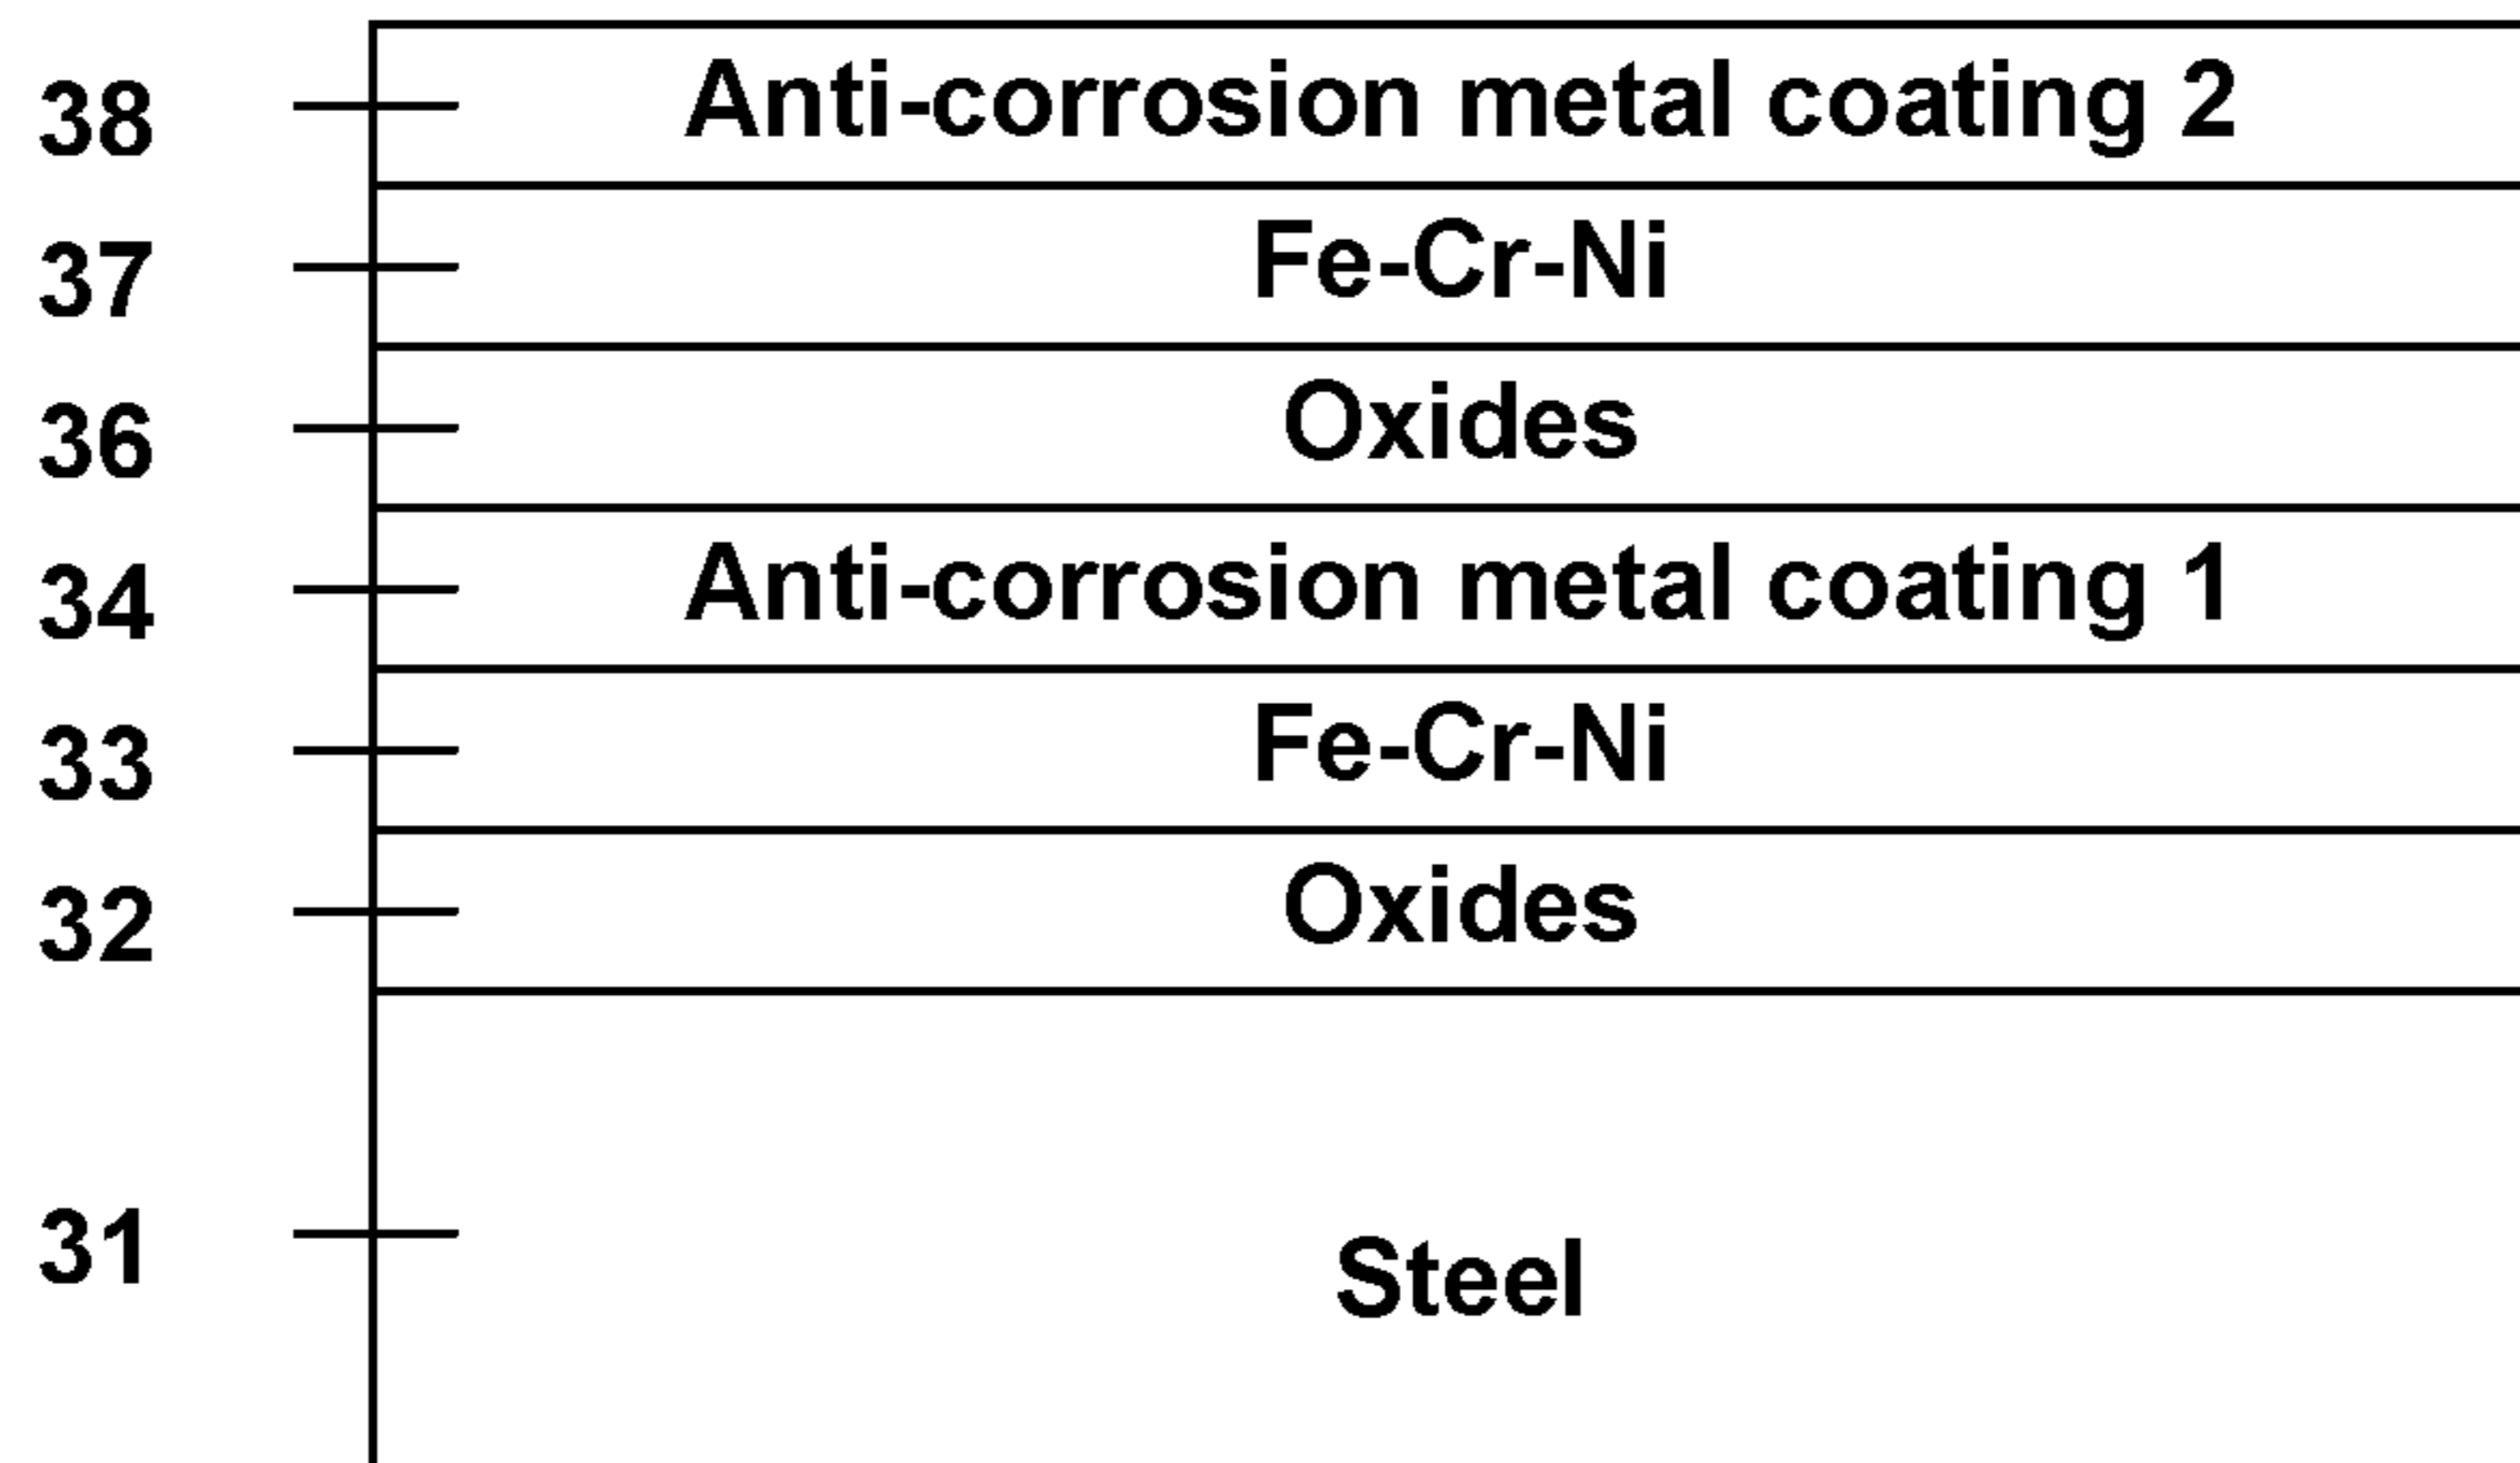 38 Anti-corrosion metal coating 2
37 Fe-Cr-Ni
36 Oxides
34 Anti-corrosion metal coating 1
33 Fe-Cr-Ni
32 Oxides
31 Steel